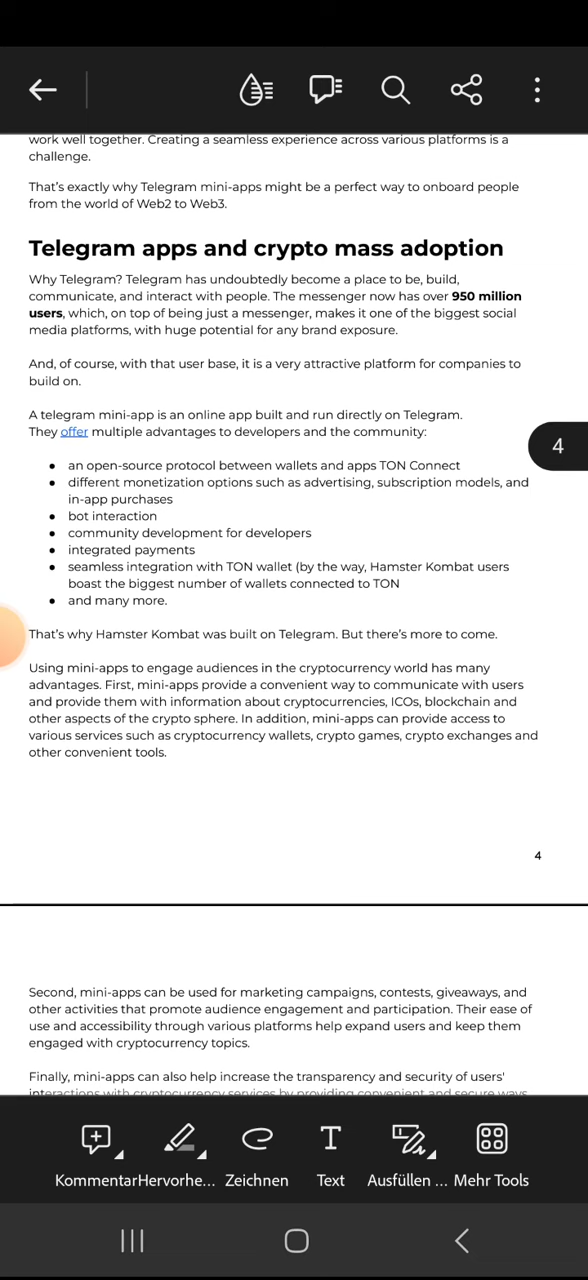 work well together. Creating a seamless experience across various platforms is a
challenge.
That's exactly why Telegram mini-apps might be a perfect way to onboard people
from the world of Web2 to Web3.
Telegram apps and crypto mass adoption
Why Telegram? Telegram has undoubtedly become a place to be, build,
communicate, and interact with people. The messenger now has over 950 million
users, which, on top of being just a messenger, makes it one of the biggest social
media platforms, with huge potential for any brand exposure.
And, of course, with that user base, it is a very attractive platform for companies to
build on.
A telegram mini-app is an online app built and run directly on Telegram.
They offer multiple advantages to developers and the community:
4
● an open-source protocol between wallets and apps TON Connect
● different monetization options such as advertising, subscription models, and
in-app purchases
● bot interaction
● community development for developers
● integrated payments
● seamless integration with TON wallet (by the way, Hamster Kombat users
boast the biggest number of wallets connected to TON
● and many more.
That's why Hamster Kombat was built on Telegram. But there's more to come.
Using mini-apps to engage audiences in the cryptocurrency world has many
advantages. First, mini-apps provide a convenient way to communicate with users
and provide them with information about cryptocurrencies, ICOs, blockchain and
other aspects of the crypto sphere. In addition, mini-apps can provide access to
various services such as cryptocurrency wallets, crypto games, crypto exchanges and
other convenient tools.
4
Second, mini-apps can be used for marketing campaigns, contests, giveaways, and
other activities that promote audience engagement and participation. Their ease of
use and accessibility through various platforms help expand users and keep them
engaged with cryptocurrency topics.
Finally, mini-apps can also help increase the transparency and security of users'
interactions with cryptocurrency services by providing convenient and secure ways
Kommentar Hervorhe... Zeichnen Text Ausfüllen ... Mehr Tools